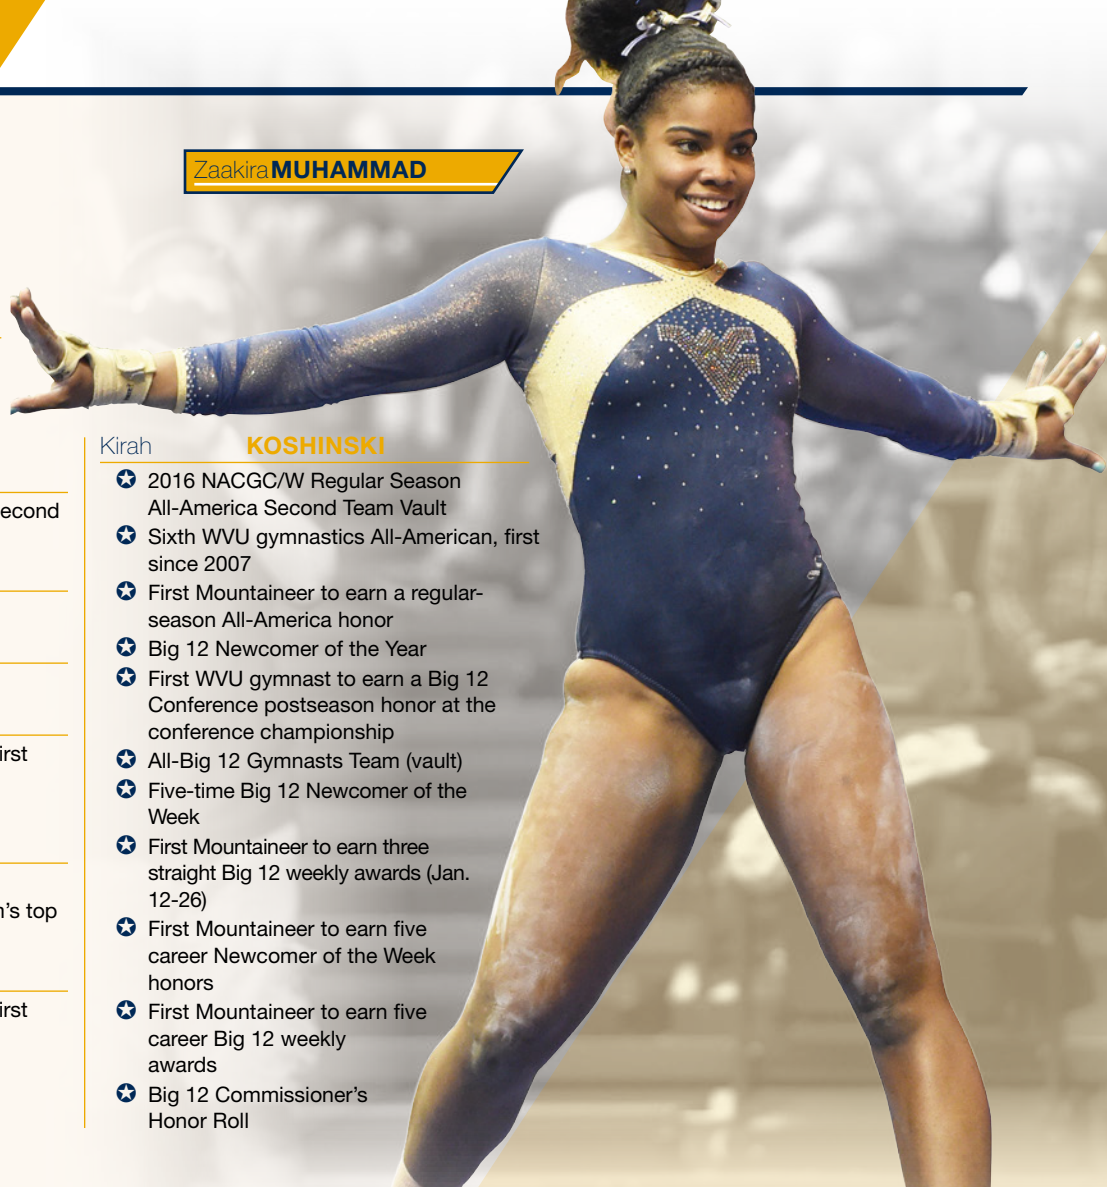 Zaakira MUHAMMAD
econd
irst
's top
irst
Kirah KOSHINSKI
✪ 2016 NACGC/W Regular Season
All-America Second Team Vault
✪ Sixth WVU gymnastics All-American, first
since 2007
✪ First Mountaineer to earn a regular-
season All-America honor
✪ Big 12 Newcomer of the Year
✪ First WVU gymnast to earn a Big 12
Conference postseason honor at the
conference championship
✪ All-Big 12 Gymnasts Team (vault)
✪ Five-time Big 12 Newcomer of the
Week
✪ First Mountaineer to earn three
straight Big 12 weekly awards (Jan.
12-26)
✪ First Mountaineer to earn five
career Newcomer of the Week
honors
✪ First Mountaineer to earn five
career Big 12 weekly
awards
✪ Big 12 Commissioner's
Honor Roll
WV